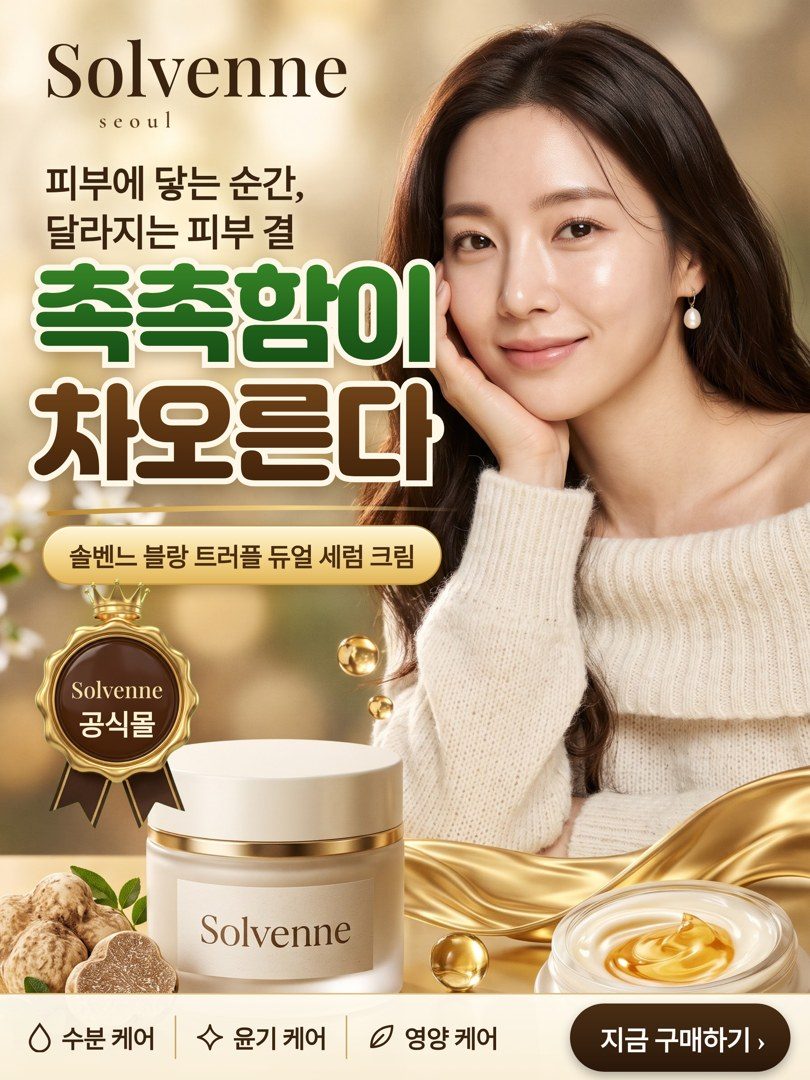 Solvenne
seoul
피부에 닿는 순간,
달라지는 피부 결
촉촉함이
차오른다
솔벤느 블랑 트러플 듀얼 세럼 크림
Solvenne
공식몰
Solvenne
수분 케어
윤기 케어
영양 케어
지금 구매하기 ›